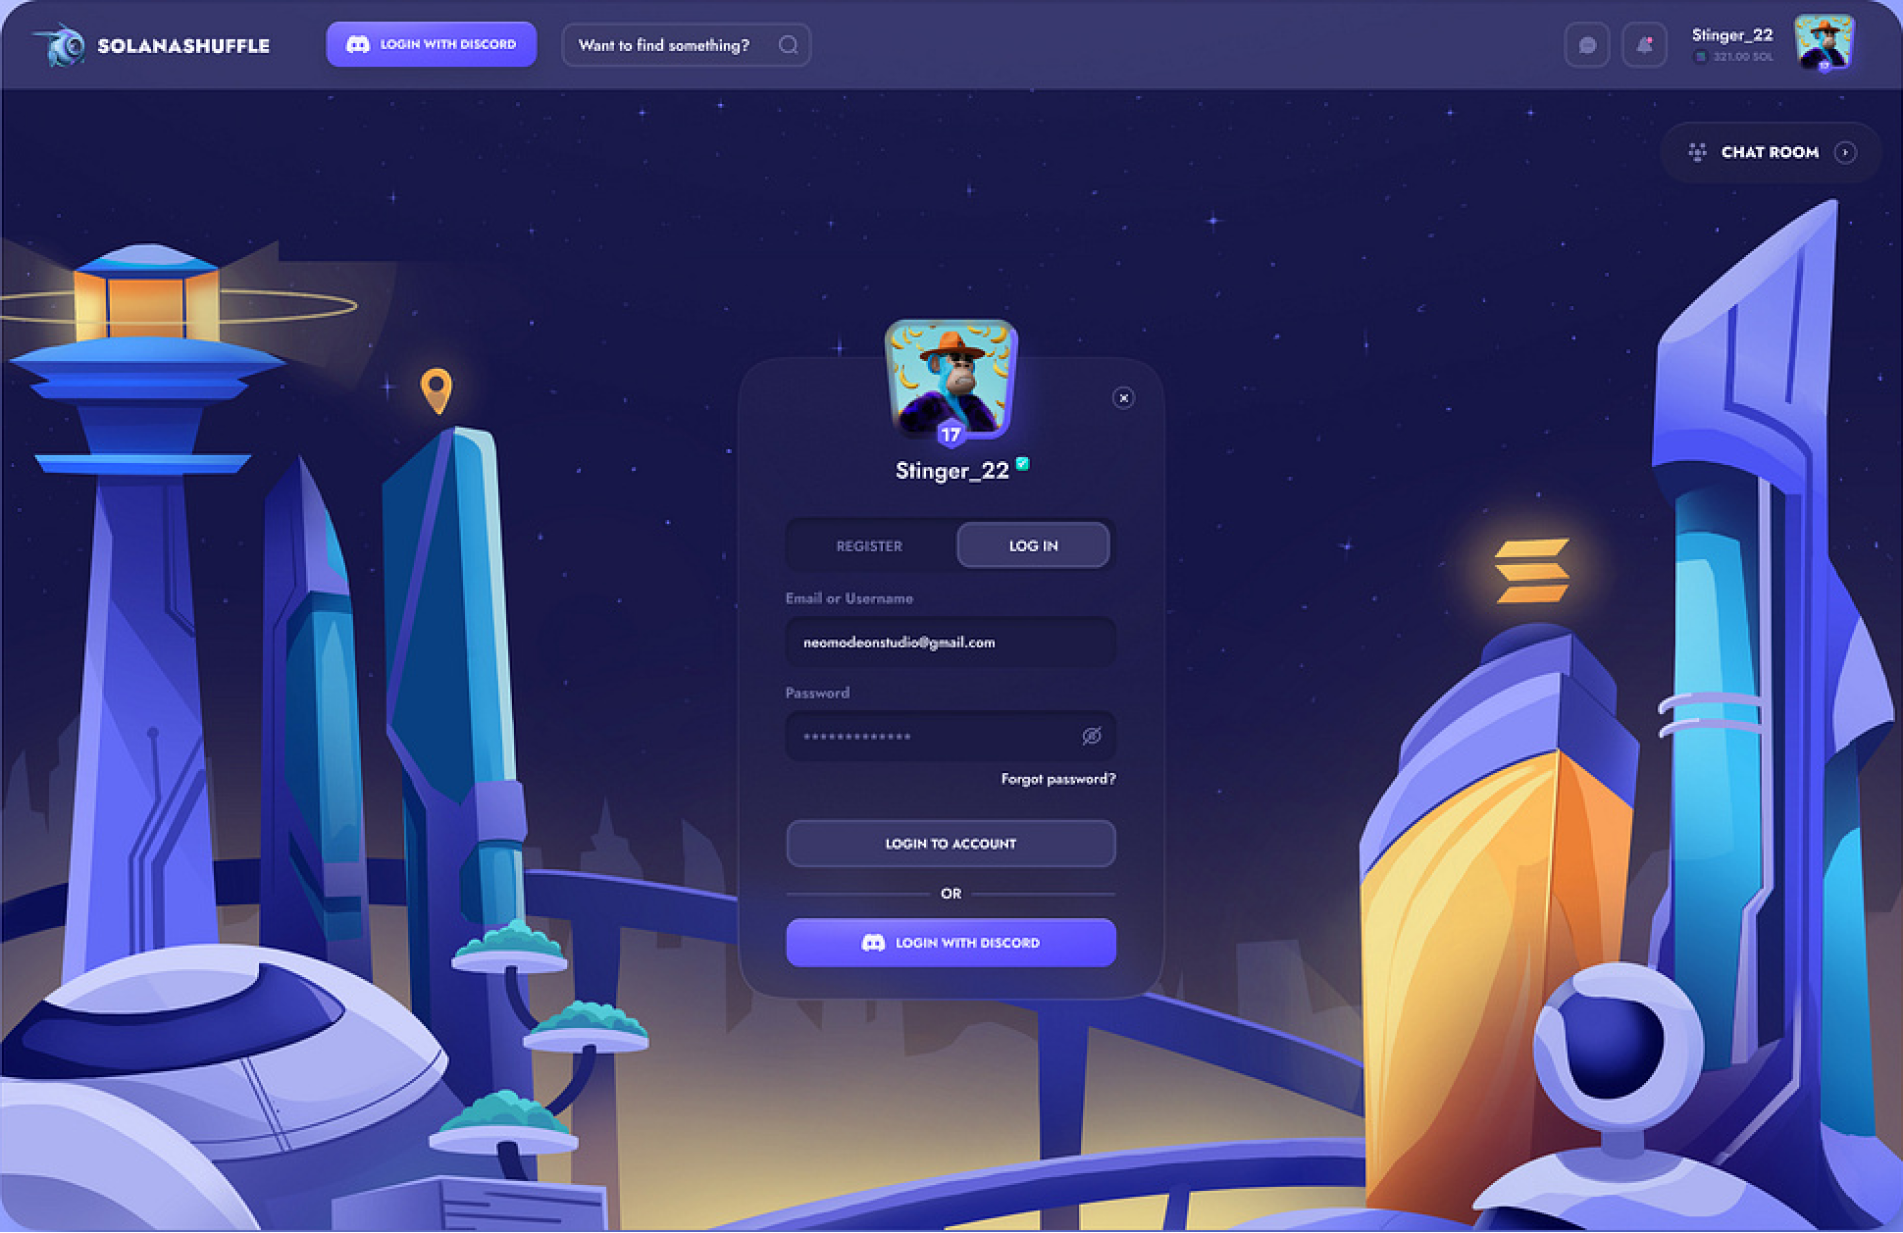 SOLANASHUFFLE
LOGIN WITH DISCORD
Want to find something?
Stinger_22
321.00 SOL
17
CHAT ROOM
17
Stinger_22
REGISTER
LOG IN
Email or Username
neomodeonstudio@gmail.com
Password
*************
Forgot password?
LOGIN TO ACCOUNT
OR
LOGIN WITH DISCORD